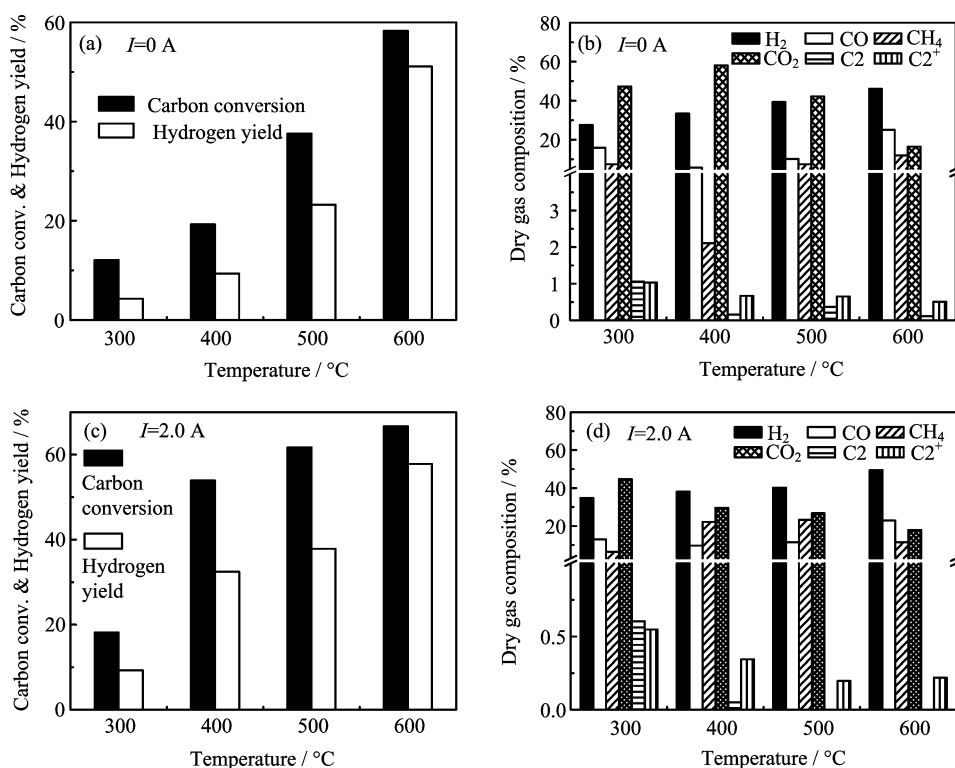 (a) I=0 A
Carbon conversion
Hydrogen yield
Carbon conv. & Hydrogen yield / %
60
40
20
0
300 400 500 600
Temperature / °C
(b) I=0 A
H₂ CO CH₄
CO₂ C2 C2⁺
Dry gas composition / %
80
60
40
20
3
2
1
0
300 400 500 600
Temperature / °C
(c) I=2.0 A
Carbon
conversion
Hydrogen
yield
Carbon conv. & Hydrogen yield / %
60
40
20
0
300 400 500 600
Temperature / °C
(d) I=2.0 A
H₂ CO CH₄
CO₂ C2 C2⁺
Dry gas composition / %
80
60
40
20
0.5
0.0
300 400 500 600
Temperature / °C